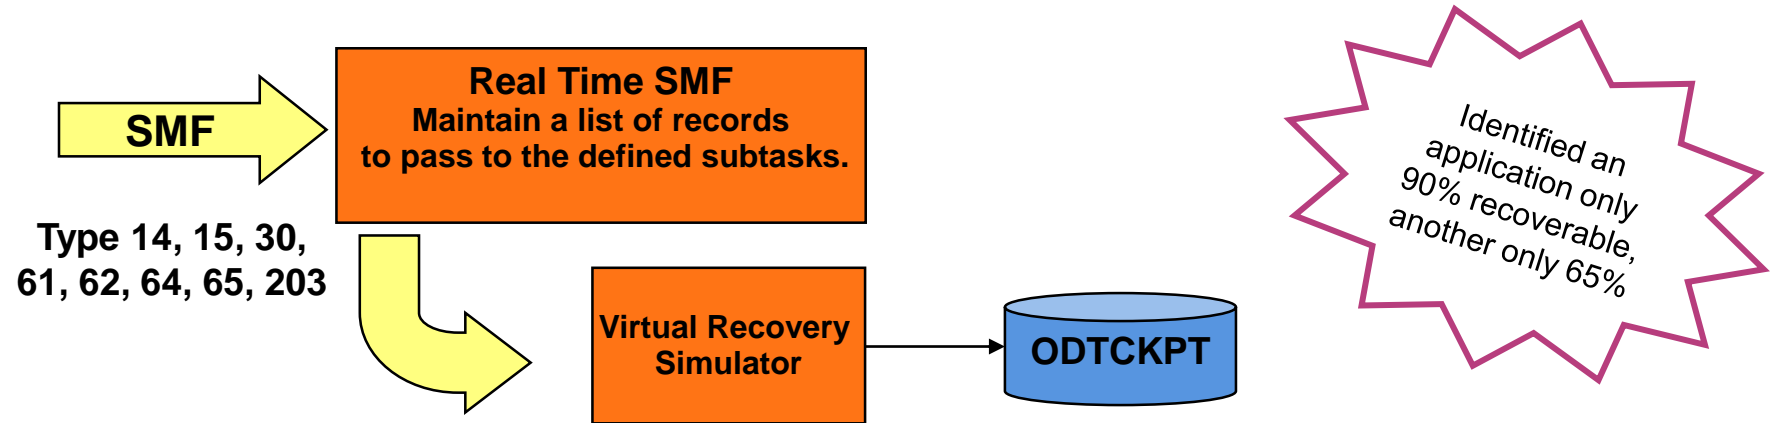 SMF
Real Time SMF
Maintain a list of records
to pass to the defined subtasks.
Type 14, 15, 30,
61, 62, 64, 65, 203
Virtual Recovery
Simulator
ODTCKPT
Identified an
application only
90% recoverable,
another only 65%